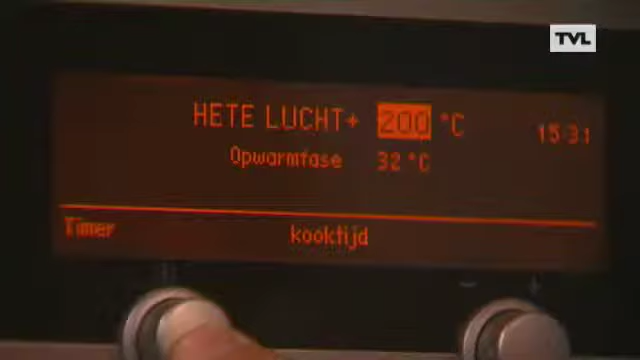 TVL
HETE LUCHT+ 200 °C
15:31
Opwarmfase 32 °C
Timer kooktijd
- +